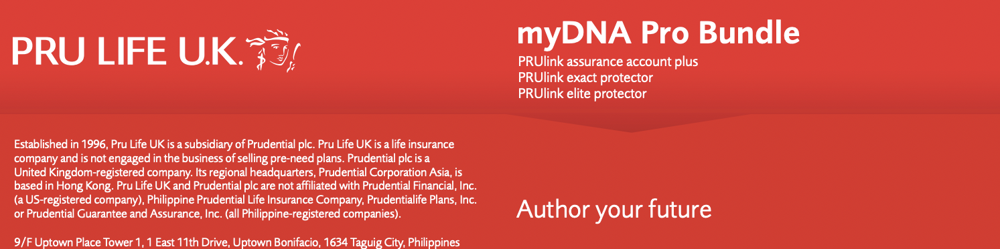 PRU LIFE U.K.
myDNA Pro Bundle
PRUlink assurance account plus
PRUlink exact protector
PRUlink elite protector
Established in 1996, Pru Life UK is a subsidiary of Prudential plc. Pru Life UK is a life insurance
company and is not engaged in the business of selling pre-need plans. Prudential plc is a
United Kingdom-registered company. Its regional headquarters, Prudential Corporation Asia, is
based in Hong Kong. Pru Life UK and Prudential plc are not affiliated with Prudential Financial, Inc.
(a US-registered company), Philippine Prudential Life Insurance Company, Prudentialife Plans, Inc.
or Prudential Guarantee and Assurance, Inc. (all Philippine-registered companies).
9/F Uptown Place Tower 1, 1 East 11th Drive, Uptown Bonifacio, 1634 Taguig City, Philippines
Author your future